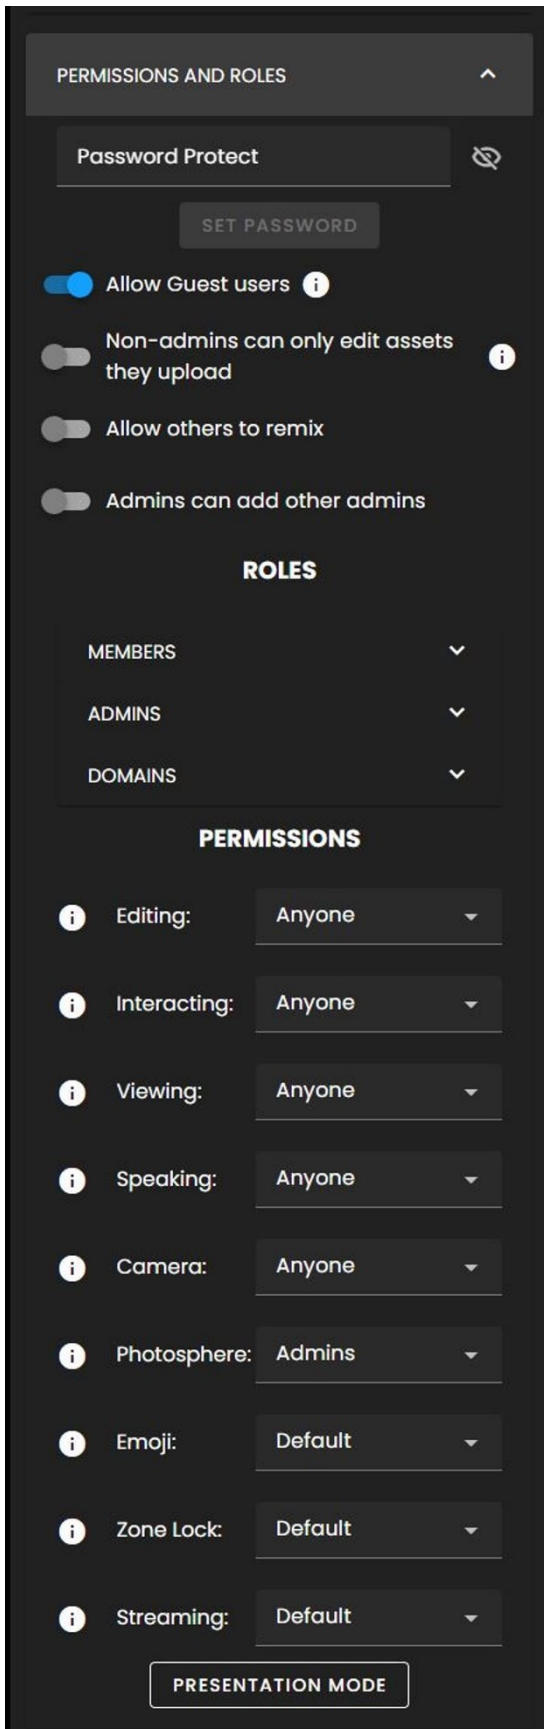 PERMISSIONS AND ROLES
Password Protect
SET PASSWORD
Allow Guest users
Non-admins can only edit assets
they upload
Allow others to remix
Admins can add other admins
ROLES
MEMBERS
ADMINS
DOMAINS
PERMISSIONS
Editing: Anyone
Interacting: Anyone
Viewing: Anyone
Speaking: Anyone
Camera: Anyone
Photosphere: Admins
Emoji: Default
Zone Lock: Default
Streaming: Default
PRESENTATION MODE